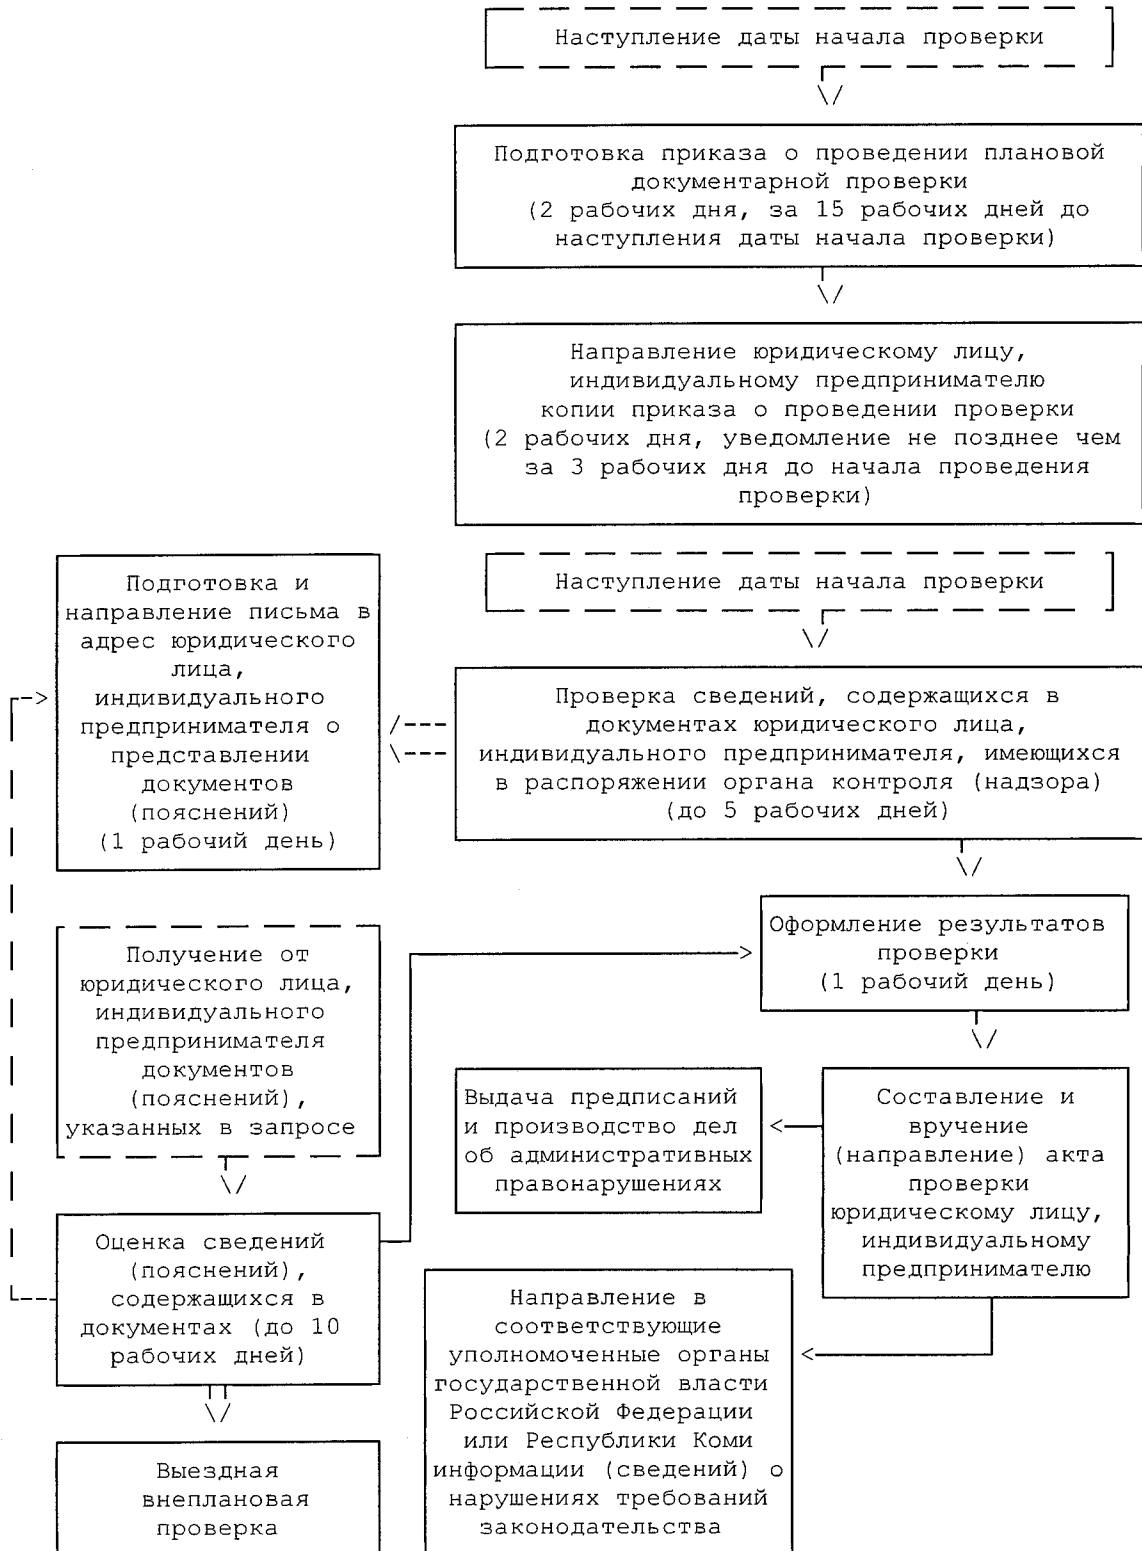 Наступление даты начала проверки
Подготовка приказа о проведении плановой
документарной проверки
(2 рабочих дня, за 15 рабочих дней до
наступления даты начала проверки)
Направление юридическому лицу,
индивидуальному предпринимателю
копии приказа о проведении проверки
(2 рабочих дня, уведомление не позднее чем
за 3 рабочих дня до начала проведения
проверки)
Наступление даты начала проверки
Подготовка и
направление письма в
адрес юридического
лица,
индивидуального
предпринимателя о
представлении
документов
(пояснений)
(1 рабочий день)
Проверка сведений, содержащихся в
документах юридического лица,
индивидуального предпринимателя, имеющихся
в распоряжении органа контроля (надзора)
(до 5 рабочих дней)
Оформление результатов
проверки
(1 рабочий день)
Получение от
юридического лица,
индивидуального
предпринимателя
документов
(пояснений),
указанных в запросе
Выдача предписаний
и производство дел
об административных
правонарушениях
Составление и
вручение
(направление) акта
проверки
юридическому лицу,
индивидуальному
предпринимателю
Оценка сведений
(пояснений),
содержащихся в
документах (до 10
рабочих дней)
Направление в
соответствующие
уполномоченные органы
государственной власти
Российской Федерации
или Республики Коми
информации (сведений) о
нарушениях требований
законодательства
Выездная
внеплановая
проверка